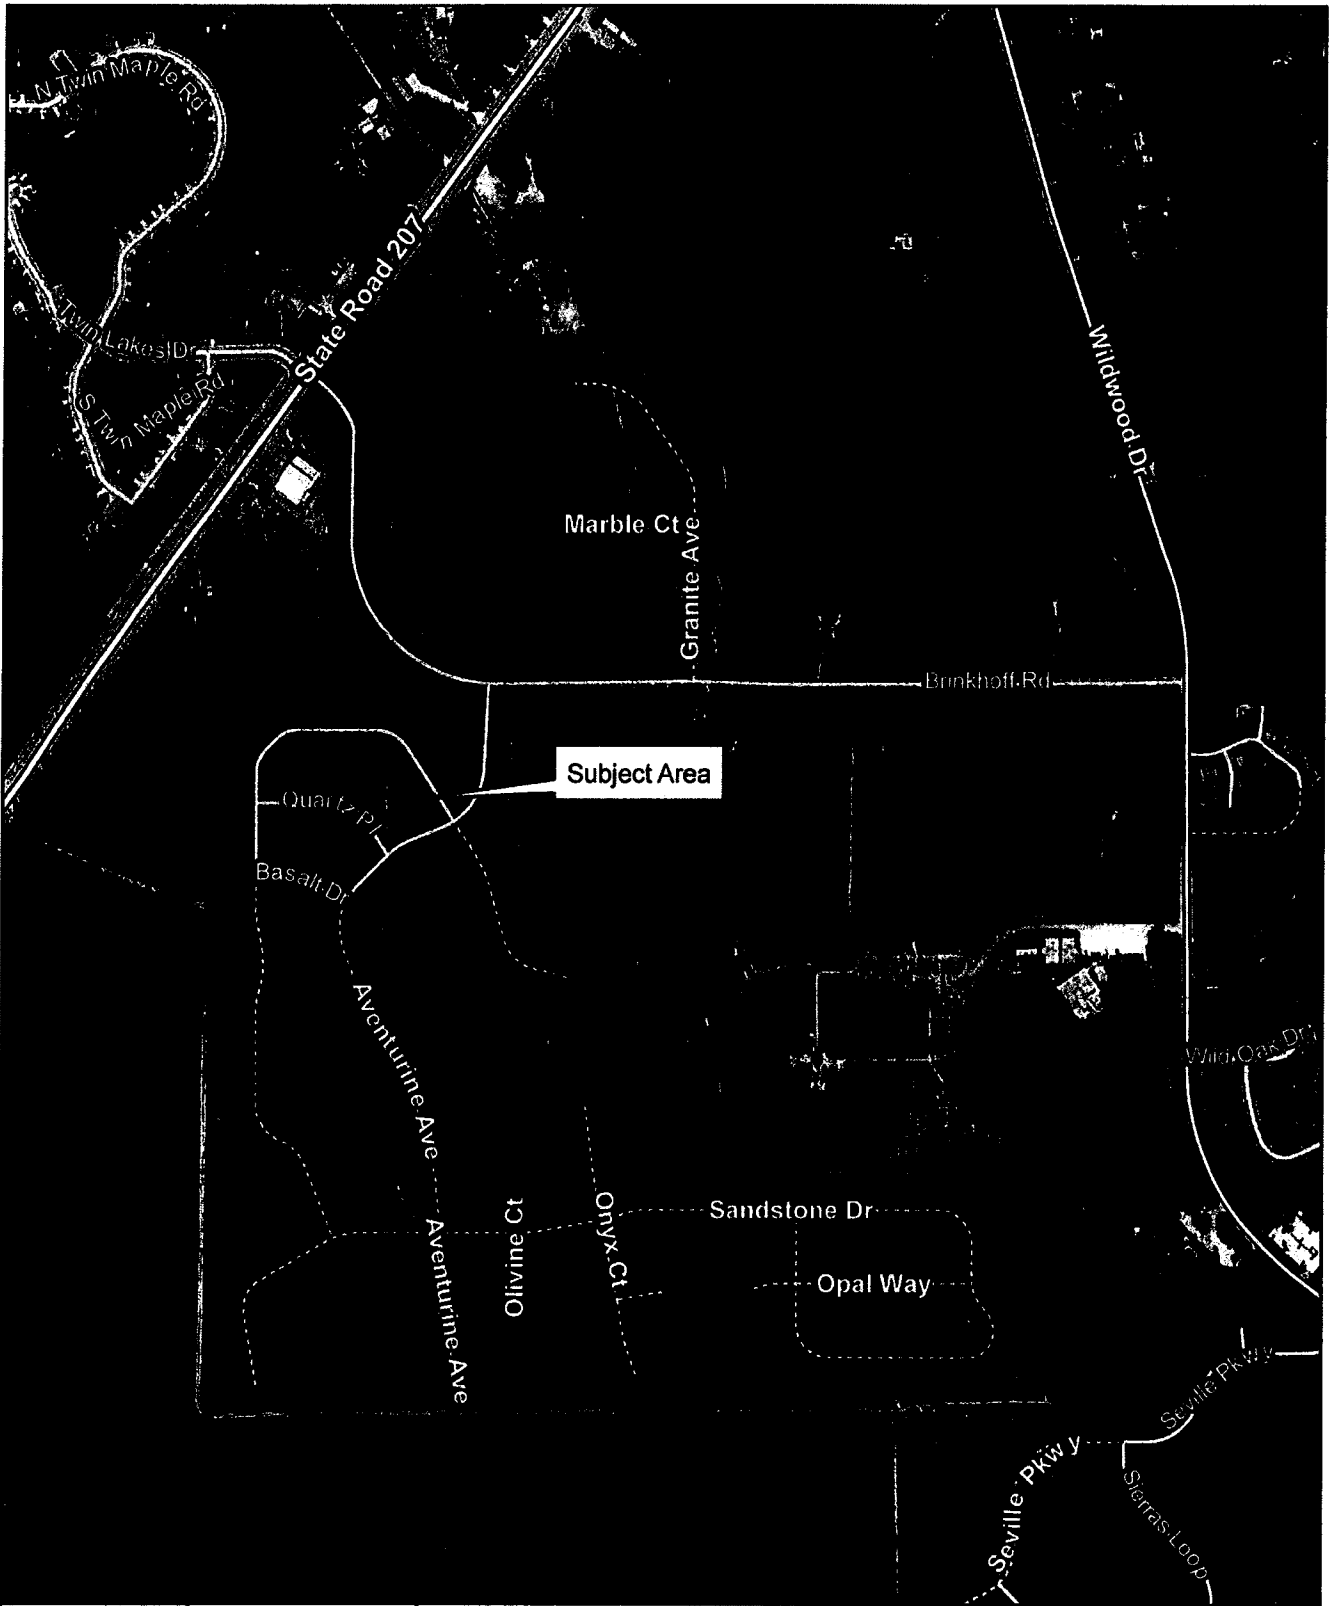 N Twin Maple Rd
State Road 207
Twin Lakes Dr
S Twin Maple Rd
Wildwood Dr
Marble Ct
Granite Ave
Brinkhoff Rd
Subject Area
Quartz Pl
Basalt Dr
Aventurine Ave
Wild Oak Dr
Sandstone Dr
Onyx Ct
Olivine Ct
Aventurine Ave
Opal Way
Seville Pkwy
Seville Pkwy
Sierras Loop